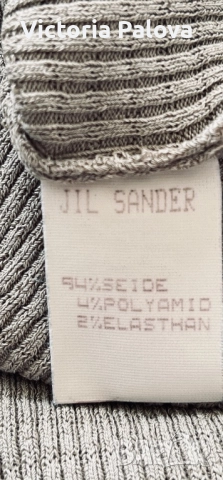 Victoria Palova
JIL SANDER
94%SEIDE
4%POLYAMID
2%ELASTHAN